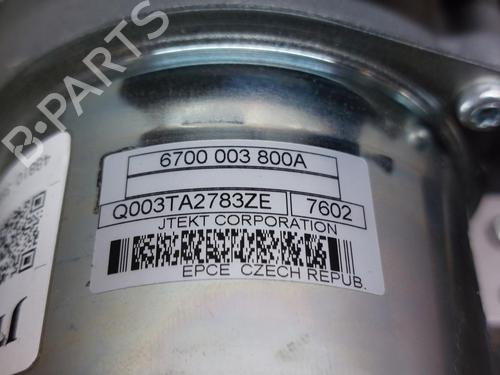 B-PARTS
6700 003 800A
Q003TA2783ZE 7602
JTEKT CORPORATION
EPCE CZECH REPUB.